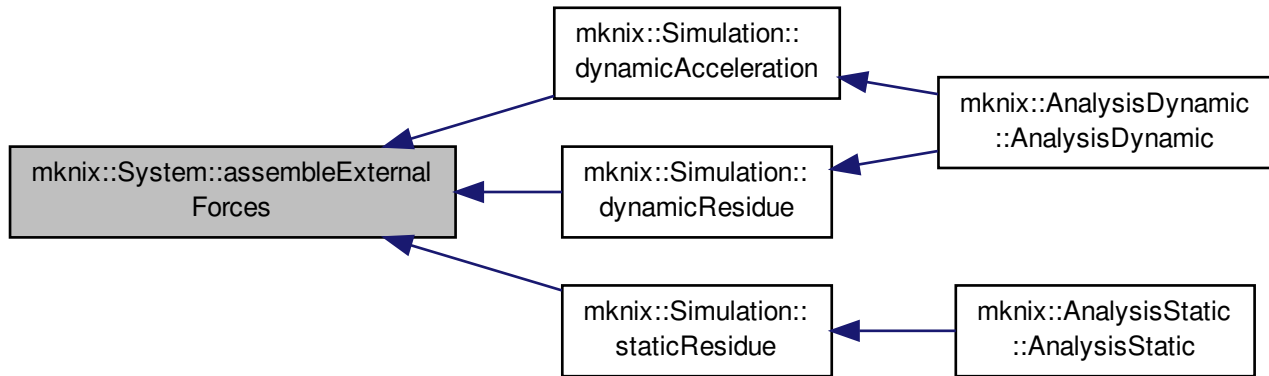 mknix::System::assembleExternal
Forces
mknix::Simulation::
dynamicAcceleration
mknix::Simulation::
dynamicResidue
mknix::Simulation::
staticResidue
mknix::AnalysisDynamic
::AnalysisDynamic
mknix::AnalysisStatic
::AnalysisStatic